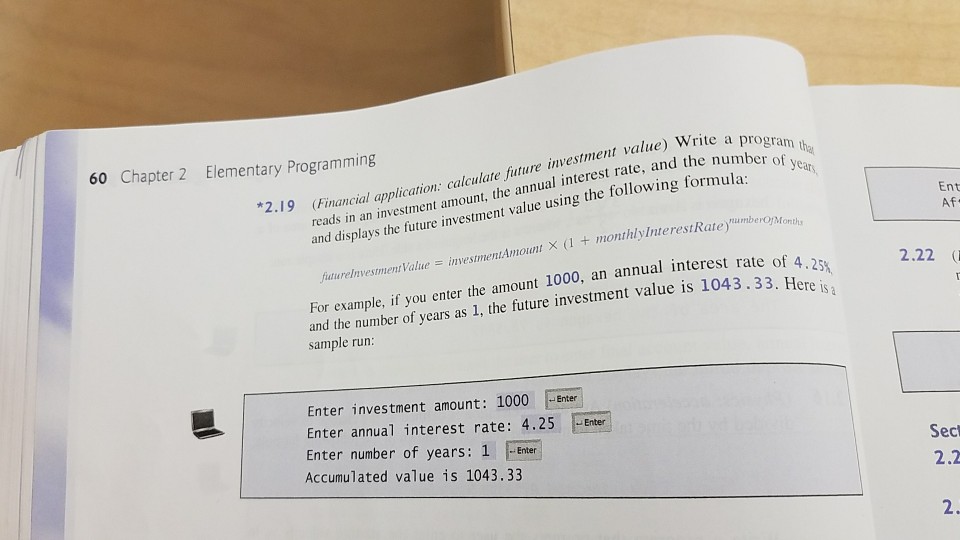 60 Chapter 2 Elementary Programming
*2.19 (Financial application: calculate future investment value) Write a program that
reads in an investment amount, the annual interest rate, and the number of years,
and displays the future investment value using the following formula:
futureInvestmentValue = investmentAmount × (1 + monthlyInterestRate)^numberOfMonths
For example, if you enter the amount 1000, an annual interest rate of 4.25%,
and the number of years as 1, the future investment value is 1043.33. Here is a
sample run:
Enter investment amount: 1000 ↵Enter
Enter annual interest rate: 4.25 ↵Enter
Enter number of years: 1 ↵Enter
Accumulated value is 1043.33
Ent
Af
2.22 (
Sect
2.2
2.